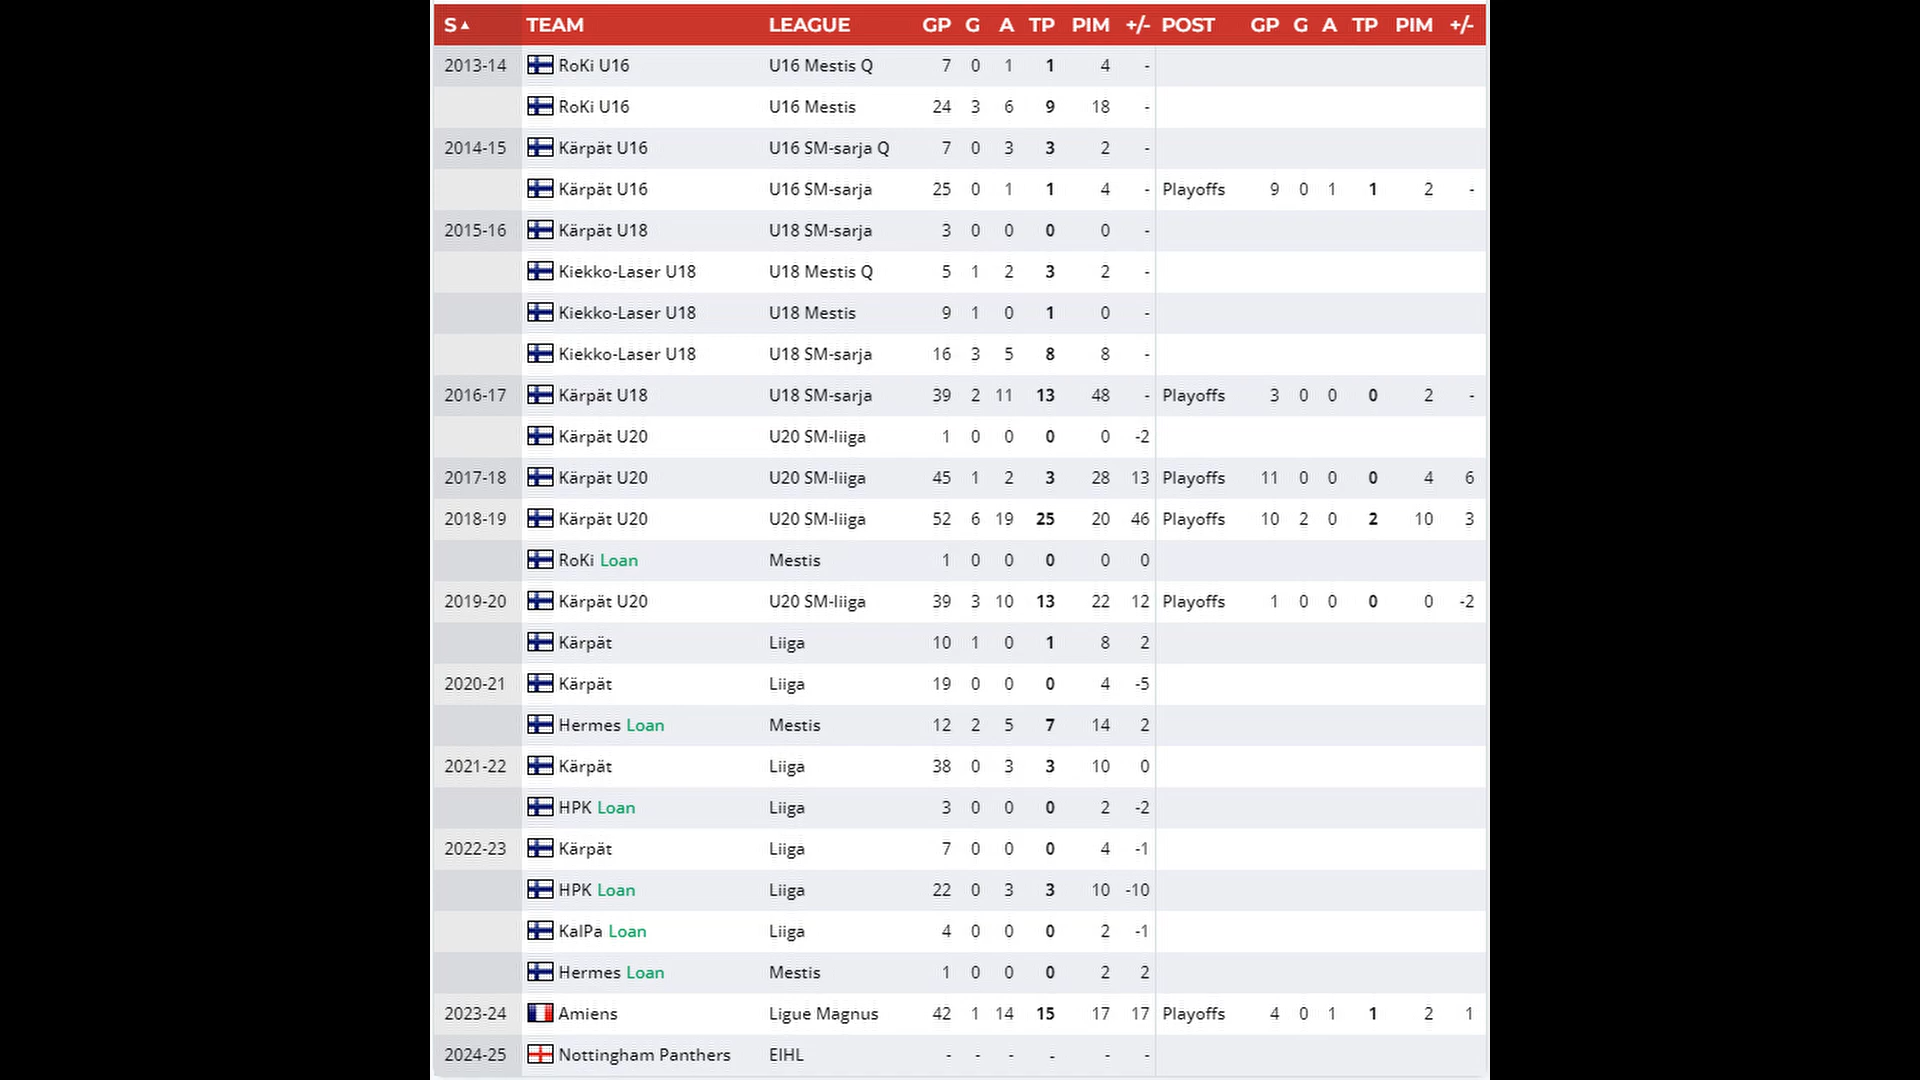 S▲ TEAM LEAGUE GP G A TP PIM +/- POST GP G A TP PIM +/-
2013-14 RoKi U16 U16 Mestis Q 7 0 1 1 4 -
RoKi U16 U16 Mestis 24 3 6 9 18 -
2014-15 Kärpät U16 U16 SM-sarja Q 7 0 3 3 2 -
Kärpät U16 U16 SM-sarja 25 0 1 1 4 - Playoffs 9 0 1 1 2 -
2015-16 Kärpät U18 U18 SM-sarja 3 0 0 0 0 -
Kiekko-Laser U18 U18 Mestis Q 5 1 2 3 2 -
Kiekko-Laser U18 U18 Mestis 9 1 0 1 0 -
Kiekko-Laser U18 U18 SM-sarja 16 3 5 8 8 -
2016-17 Kärpät U18 U18 SM-sarja 39 2 11 13 48 - Playoffs 3 0 0 0 2 -
Kärpät U20 U20 SM-liiga 1 0 0 0 0 -2
2017-18 Kärpät U20 U20 SM-liiga 45 1 2 3 28 13 Playoffs 11 0 0 0 4 6
2018-19 Kärpät U20 U20 SM-liiga 52 6 19 25 20 46 Playoffs 10 2 0 2 10 3
RoKi Loan Mestis 1 0 0 0 0 0
2019-20 Kärpät U20 U20 SM-liiga 39 3 10 13 22 12 Playoffs 1 0 0 0 0 -2
Kärpät Liiga 10 1 0 1 8 2
2020-21 Kärpät Liiga 19 0 0 0 4 -5
Hermes Loan Mestis 12 2 5 7 14 2
2021-22 Kärpät Liiga 38 0 3 3 10 0
HPK Loan Liiga 3 0 0 0 2 -2
2022-23 Kärpät Liiga 7 0 0 0 4 -1
HPK Loan Liiga 22 0 3 3 10 -10
KalPa Loan Liiga 4 0 0 0 2 -1
Hermes Loan Mestis 1 0 0 0 2 2
2023-24 Amiens Ligue Magnus 42 1 14 15 17 17 Playoffs 4 0 1 1 2 1
2024-25 Nottingham Panthers EIHL - - - - - -